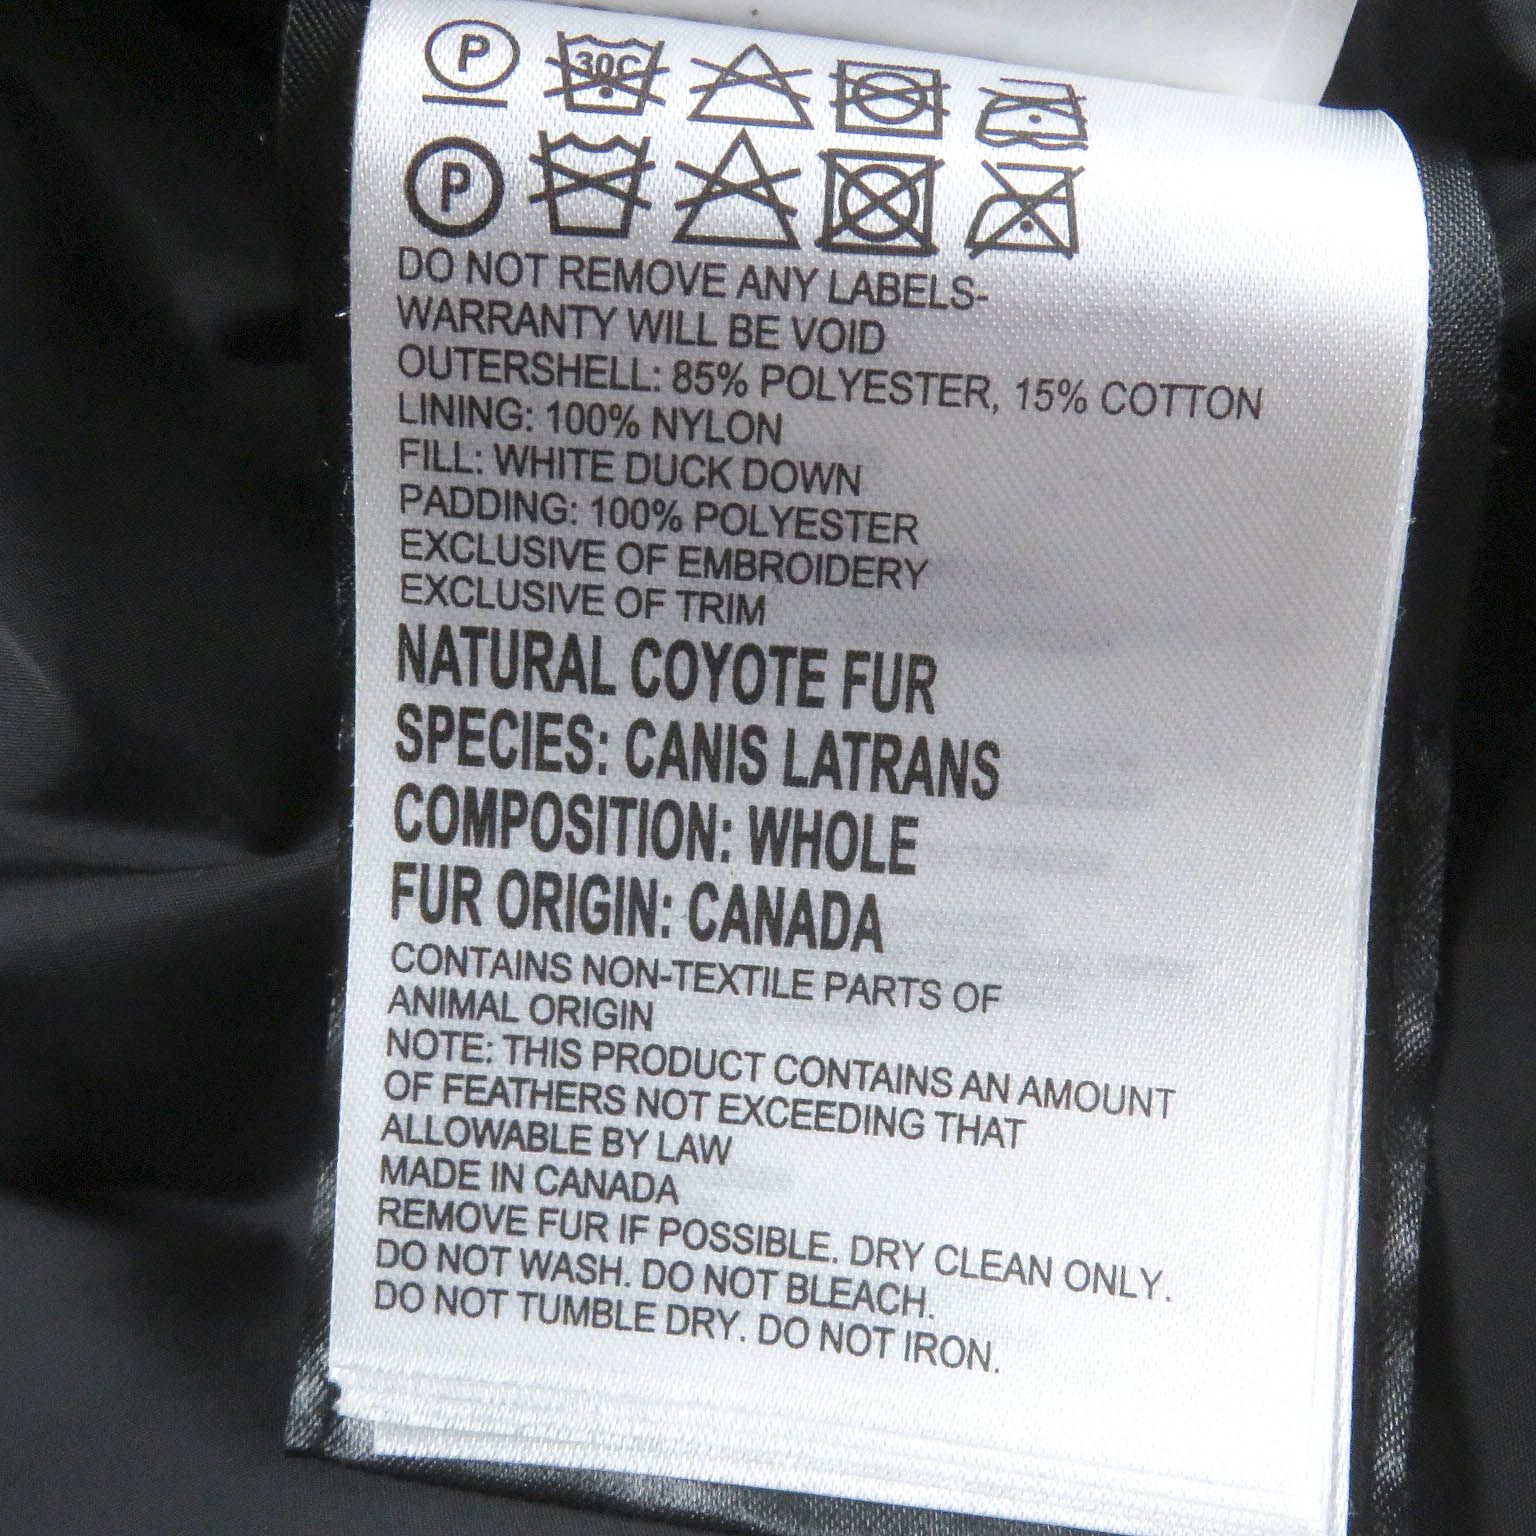 P 30C
P
DO NOT REMOVE ANY LABELS-
WARRANTY WILL BE VOID
OUTERSHELL: 85% POLYESTER, 15% COTTON
LINING: 100% NYLON
FILL: WHITE DUCK DOWN
PADDING: 100% POLYESTER
EXCLUSIVE OF EMBROIDERY
EXCLUSIVE OF TRIM
NATURAL COYOTE FUR
SPECIES: CANIS LATRANS
COMPOSITION: WHOLE
FUR ORIGIN: CANADA
CONTAINS NON-TEXTILE PARTS OF
ANIMAL ORIGIN
NOTE: THIS PRODUCT CONTAINS AN AMOUNT
OF FEATHERS NOT EXCEEDING THAT
ALLOWABLE BY LAW
MADE IN CANADA
REMOVE FUR IF POSSIBLE. DRY CLEAN ONLY.
DO NOT WASH. DO NOT BLEACH.
DO NOT TUMBLE DRY. DO NOT IRON.